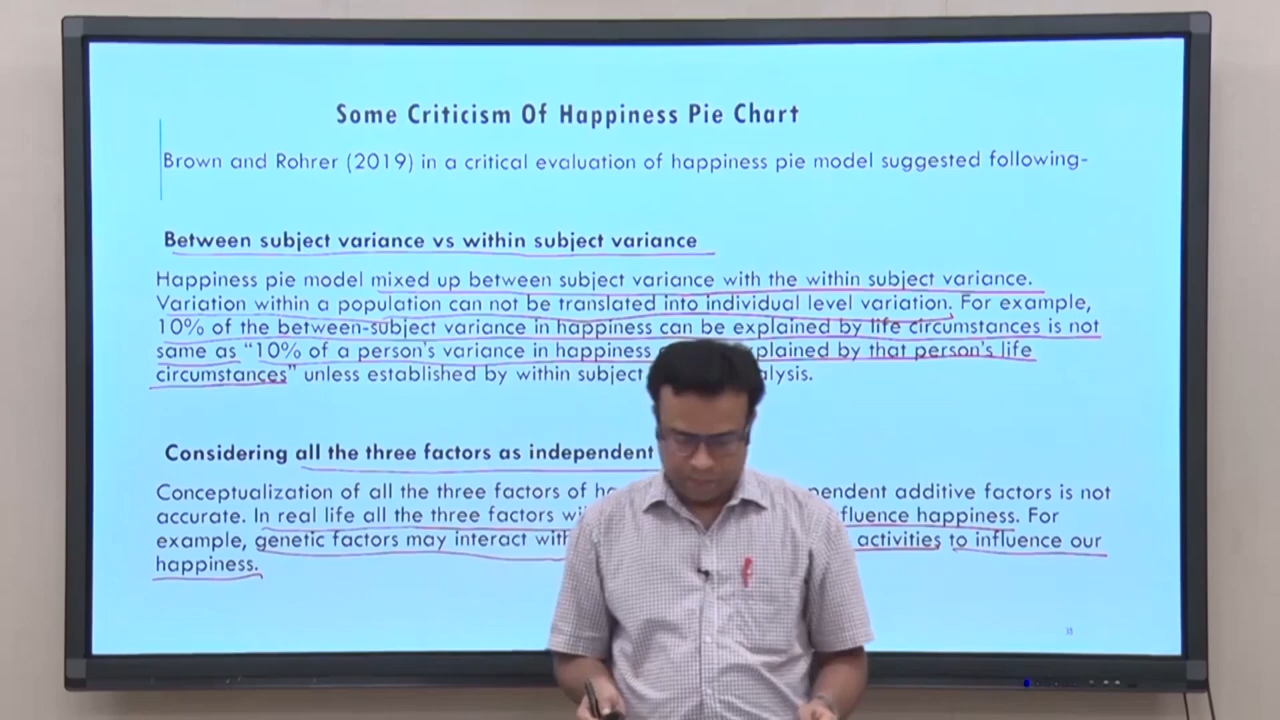 Some Criticism Of Happiness Pie Chart
Brown and Rohrer (2019) in a critical evaluation of happiness pie model suggested following-
Between subject variance vs within subject variance
Happiness pie model mixed up between subject variance with the within subject variance.
Variation within a population can not be translated into individual level variation. For example,
10% of the between-subject variance in happiness can be explained by life circumstances is not
same as “10% of a person's variance in happiness explained by that person's life
circumstances” unless established by within subject
Considering all the three factors as independent
Conceptualization of all the three factors of additive factors is not
accurate. In real life all the three factors happiness. For
example, genetic factors may interact with activities to influence our
happiness.